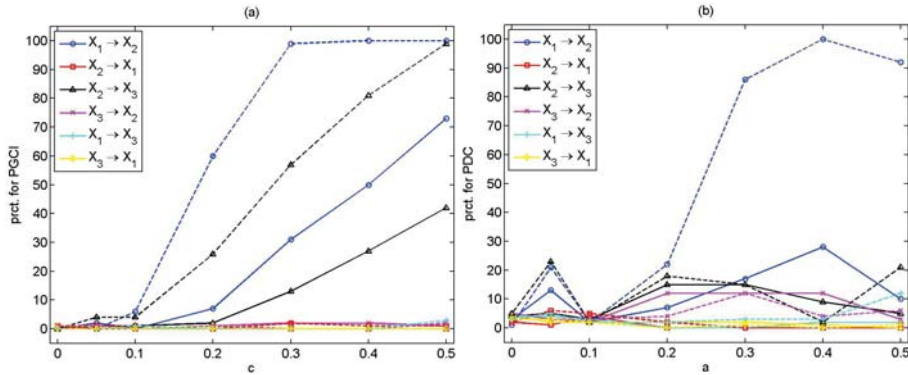 (a)
100
90
80
70
60
50
40
30
20
10
0
prct. for PGCI
X1 → X2
X2 → X1
X2 → X3
X3 → X2
X1 → X3
X3 → X1
0
0.1
0.2
0.3
0.4
0.5
c
(b)
100
90
80
70
60
50
40
30
20
10
0
prct. for PDC
X1 → X2
X2 → X1
X2 → X3
X3 → X2
X1 → X3
X3 → X1
0
0.1
0.2
0.3
0.4
0.5
a